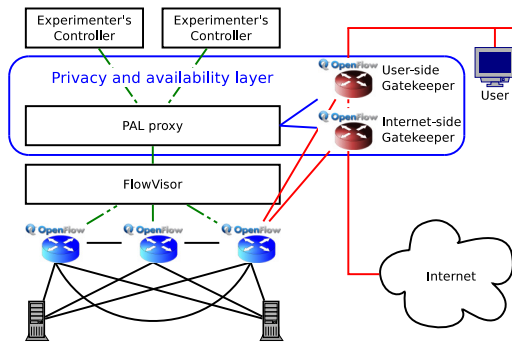 Experimenter's
Controller
Experimenter's
Controller
Privacy and availability layer
OpenFlow
User-side
Gatekeeper
User
PAL proxy
OpenFlow
Internet-side
Gatekeeper
FlowVisor
OpenFlow
OpenFlow
OpenFlow
Internet